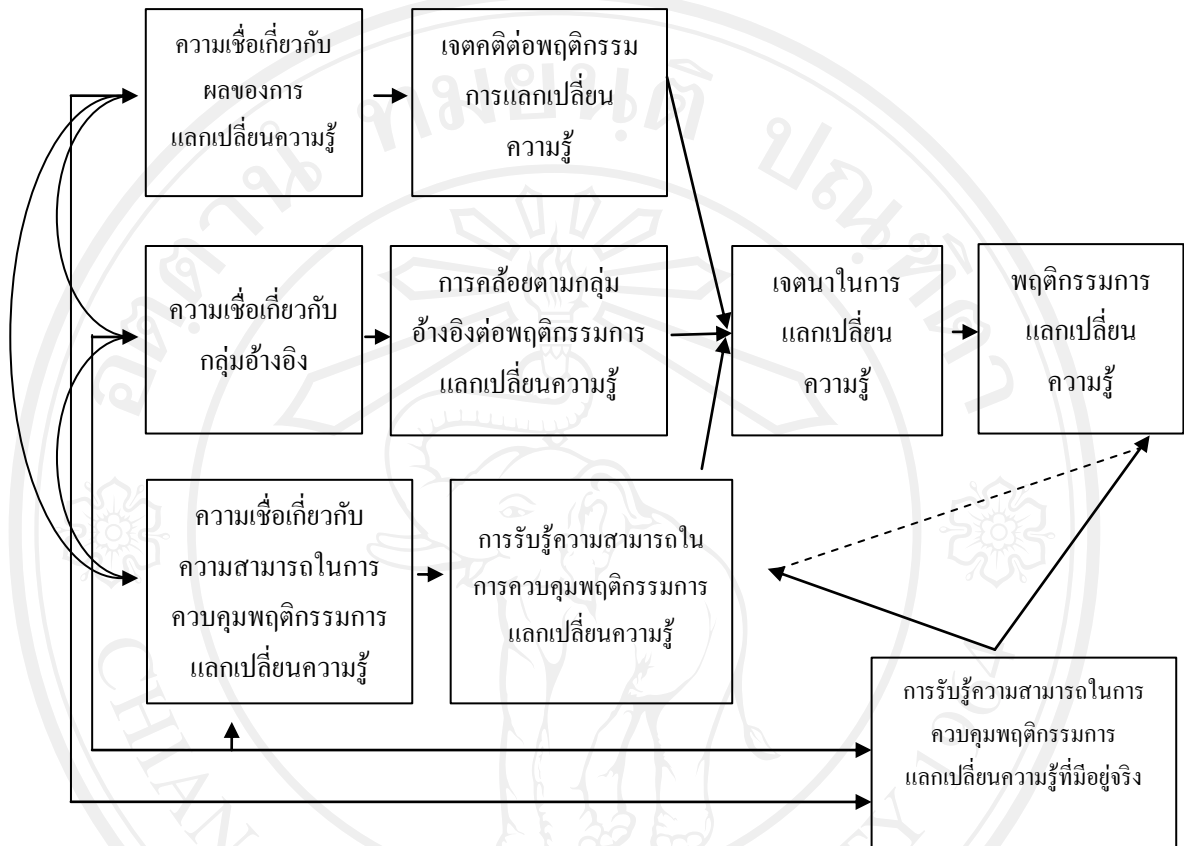 ความเชื่อเกี่ยวกับ
ผลของการ
แลกเปลี่ยนความรู้
เจตคติต่อพฤติกรรม
การแลกเปลี่ยน
ความรู้
ความเชื่อเกี่ยวกับ
กลุ่มอ้างอิง
การคล้อยตามกลุ่ม
อ้างอิงต่อพฤติกรรมการ
แลกเปลี่ยนความรู้
เจตนาในการ
แลกเปลี่ยน
ความรู้
พฤติกรรมการ
แลกเปลี่ยน
ความรู้
ความเชื่อเกี่ยวกับ
ความสามารถในการ
ควบคุมพฤติกรรมการ
แลกเปลี่ยนความรู้
การรับรู้ความสามารถใน
การควบคุมพฤติกรรมการ
แลกเปลี่ยนความรู้
การรับรู้ความสามารถในการ
ควบคุมพฤติกรรมการ
แลกเปลี่ยนความรู้ที่มีอยู่จริง